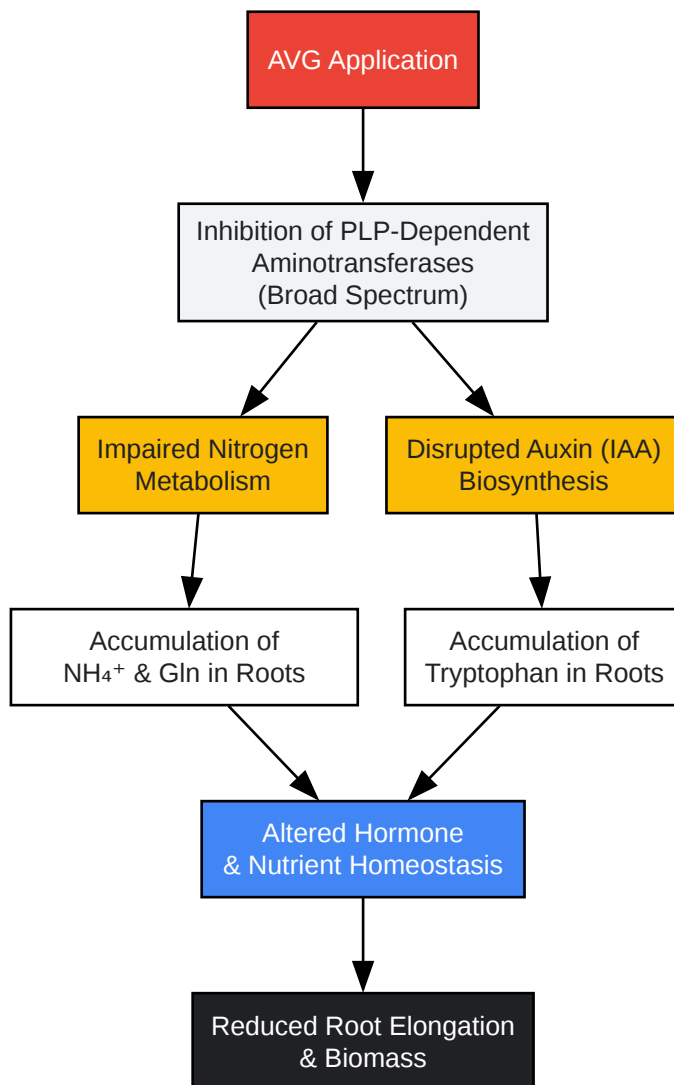 AVG Application
Inhibition of PLP-Dependent
Aminotransferases
(Broad Spectrum)
Impaired Nitrogen
Metabolism
Disrupted Auxin (IAA)
Biosynthesis
Accumulation of
NH₄⁺ & Gln in Roots
Accumulation of
Tryptophan in Roots
Altered Hormone
& Nutrient Homeostasis
Reduced Root Elongation
& Biomass